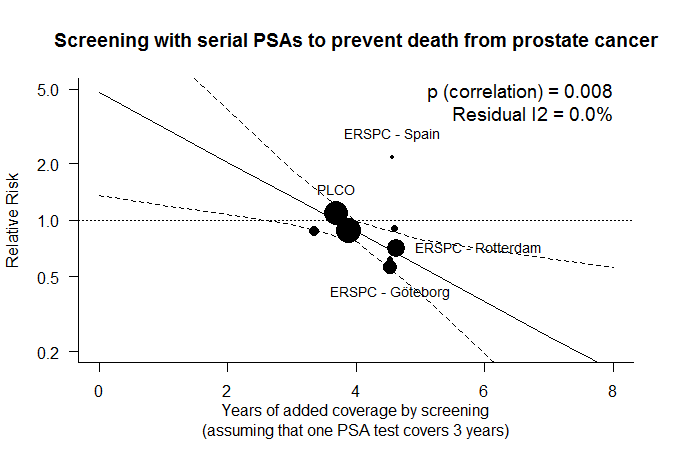 Screening with serial PSAs to prevent death from prostate cancer
p (correlation) = 0.008
Residual I2 = 0.0%
ERSPC - Spain
PLCO
ERSPC - Rotterdam
ERSPC - Göteborg
Relative Risk
5.0
2.0
1.0
0.5
0.2
0 2 4 6 8
Years of added coverage by screening
(assuming that one PSA test covers 3 years)